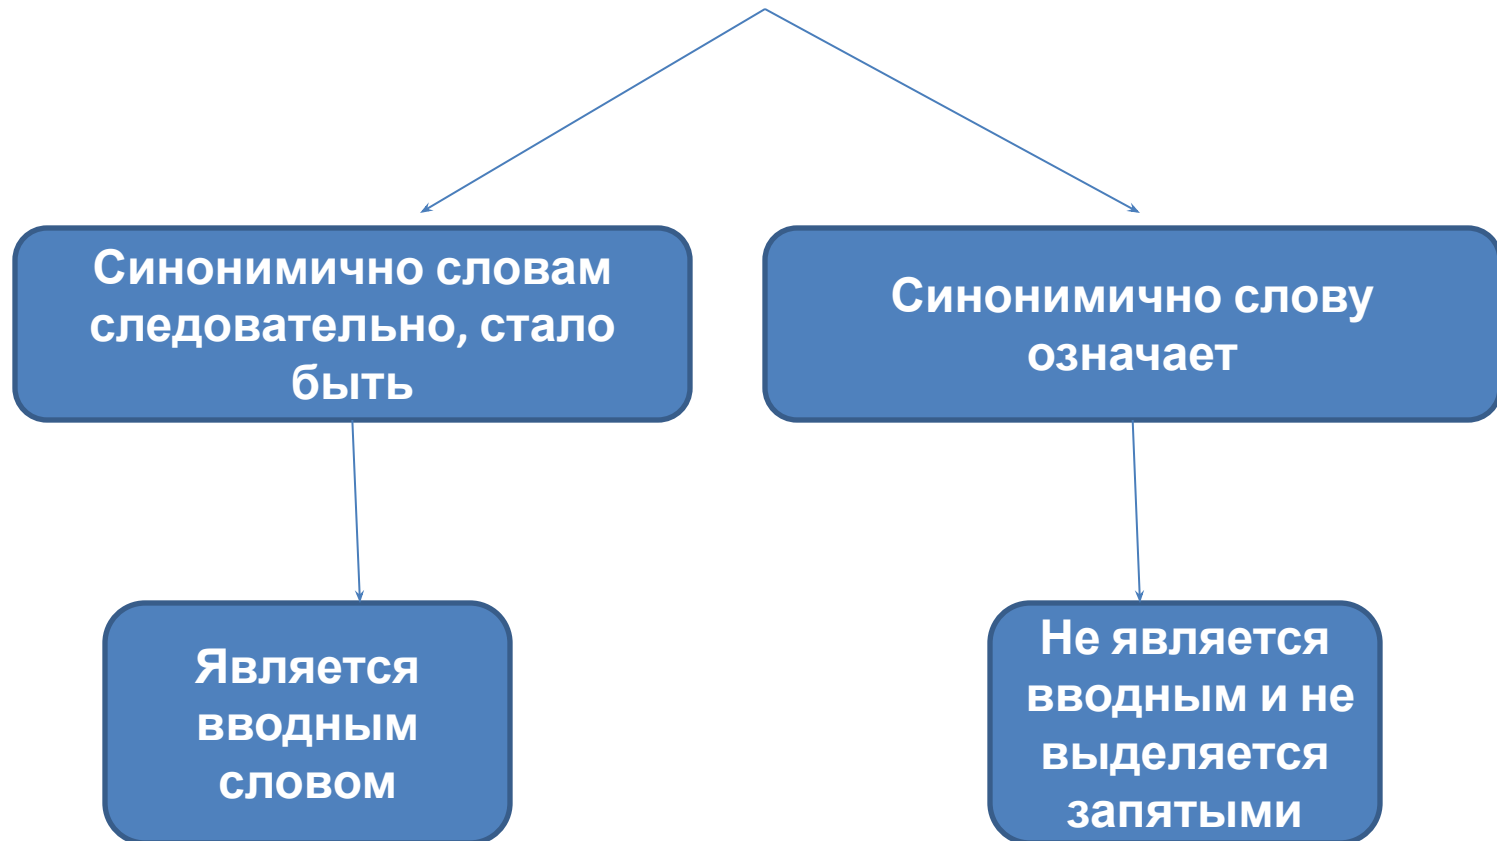 Синонимично словам
следовательно, стало
быть
Синонимично слову
означает
Является
вводным
словом
Не является
вводным и не
выделяется
запятыми